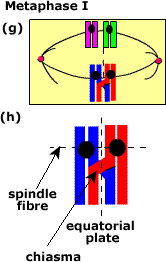 Metaphase I
(g)
(h)
spindle
fibre
equatorial
plate
chiasma